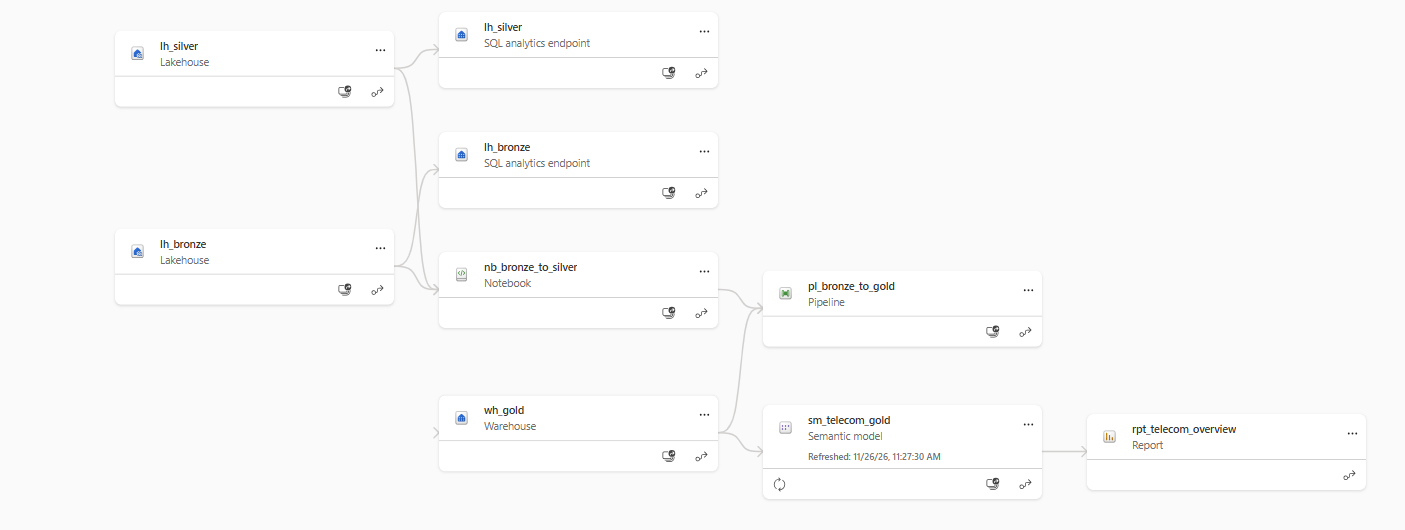 lh_silver
Lakehouse
lh_bronze
Lakehouse
lh_silver
SQL analytics endpoint
lh_bronze
SQL analytics endpoint
nb_bronze_to_silver
Notebook
wh_gold
Warehouse
pl_bronze_to_gold
Pipeline
sm_telecom_gold
Semantic model
Refreshed: 11/26/26, 11:27:30 AM
rpt_telecom_overview
Report